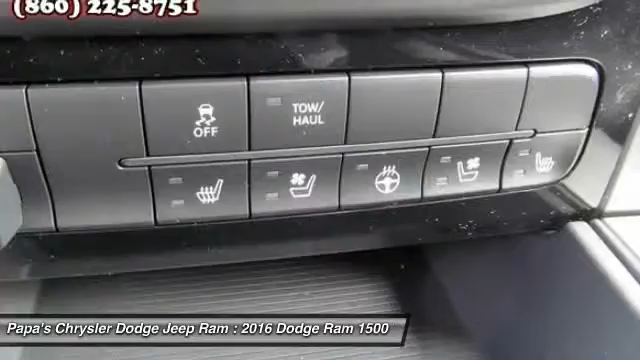 (860) 225-8751
OFF
TOW/
HAUL
Papa's Chrysler Dodge Jeep Ram : 2016 Dodge Ram 1500